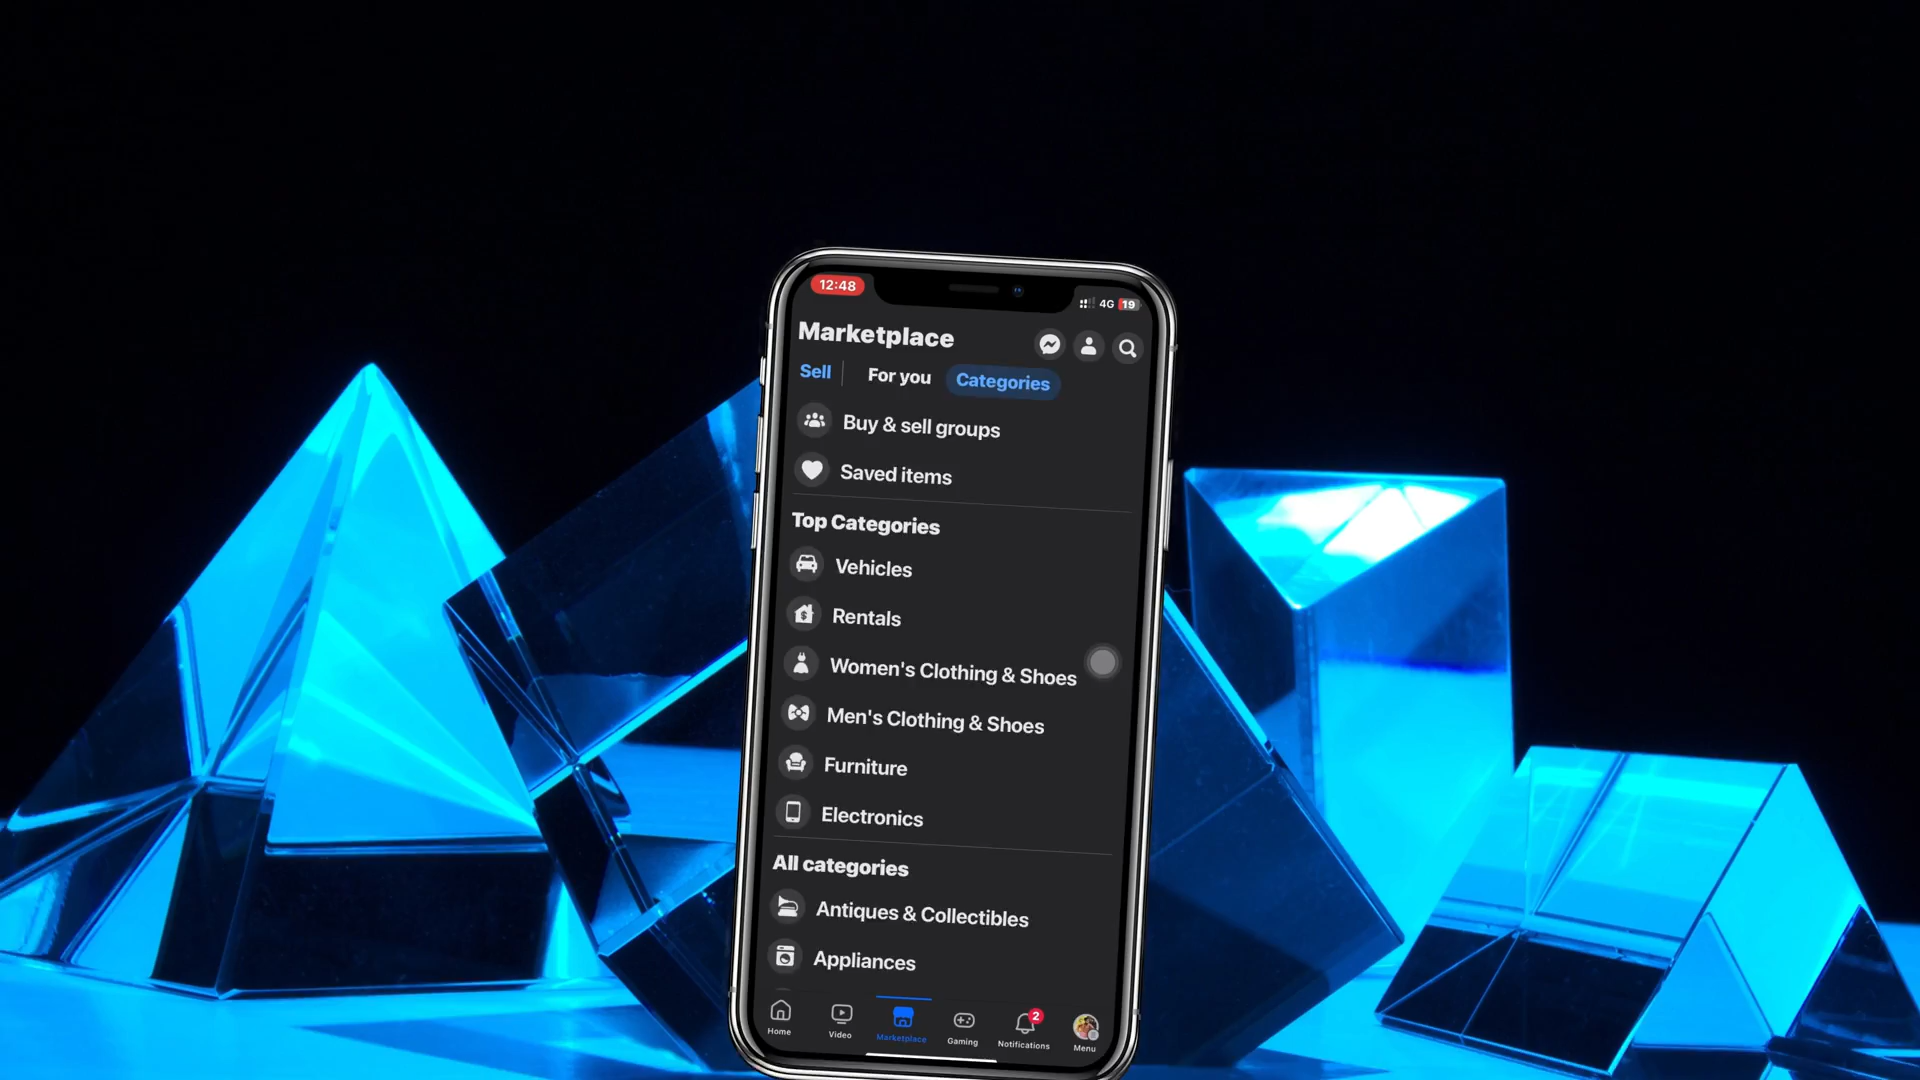 12:48
4G 19
Marketplace
Sell For you Categories
Buy & sell groups
Saved items
Top Categories
Vehicles
Rentals
Women's Clothing & Shoes
Men's Clothing & Shoes
Furniture
Electronics
All categories
Antiques & Collectibles
Appliances
2
Home Video Marketplace Gaming Notifications Menu